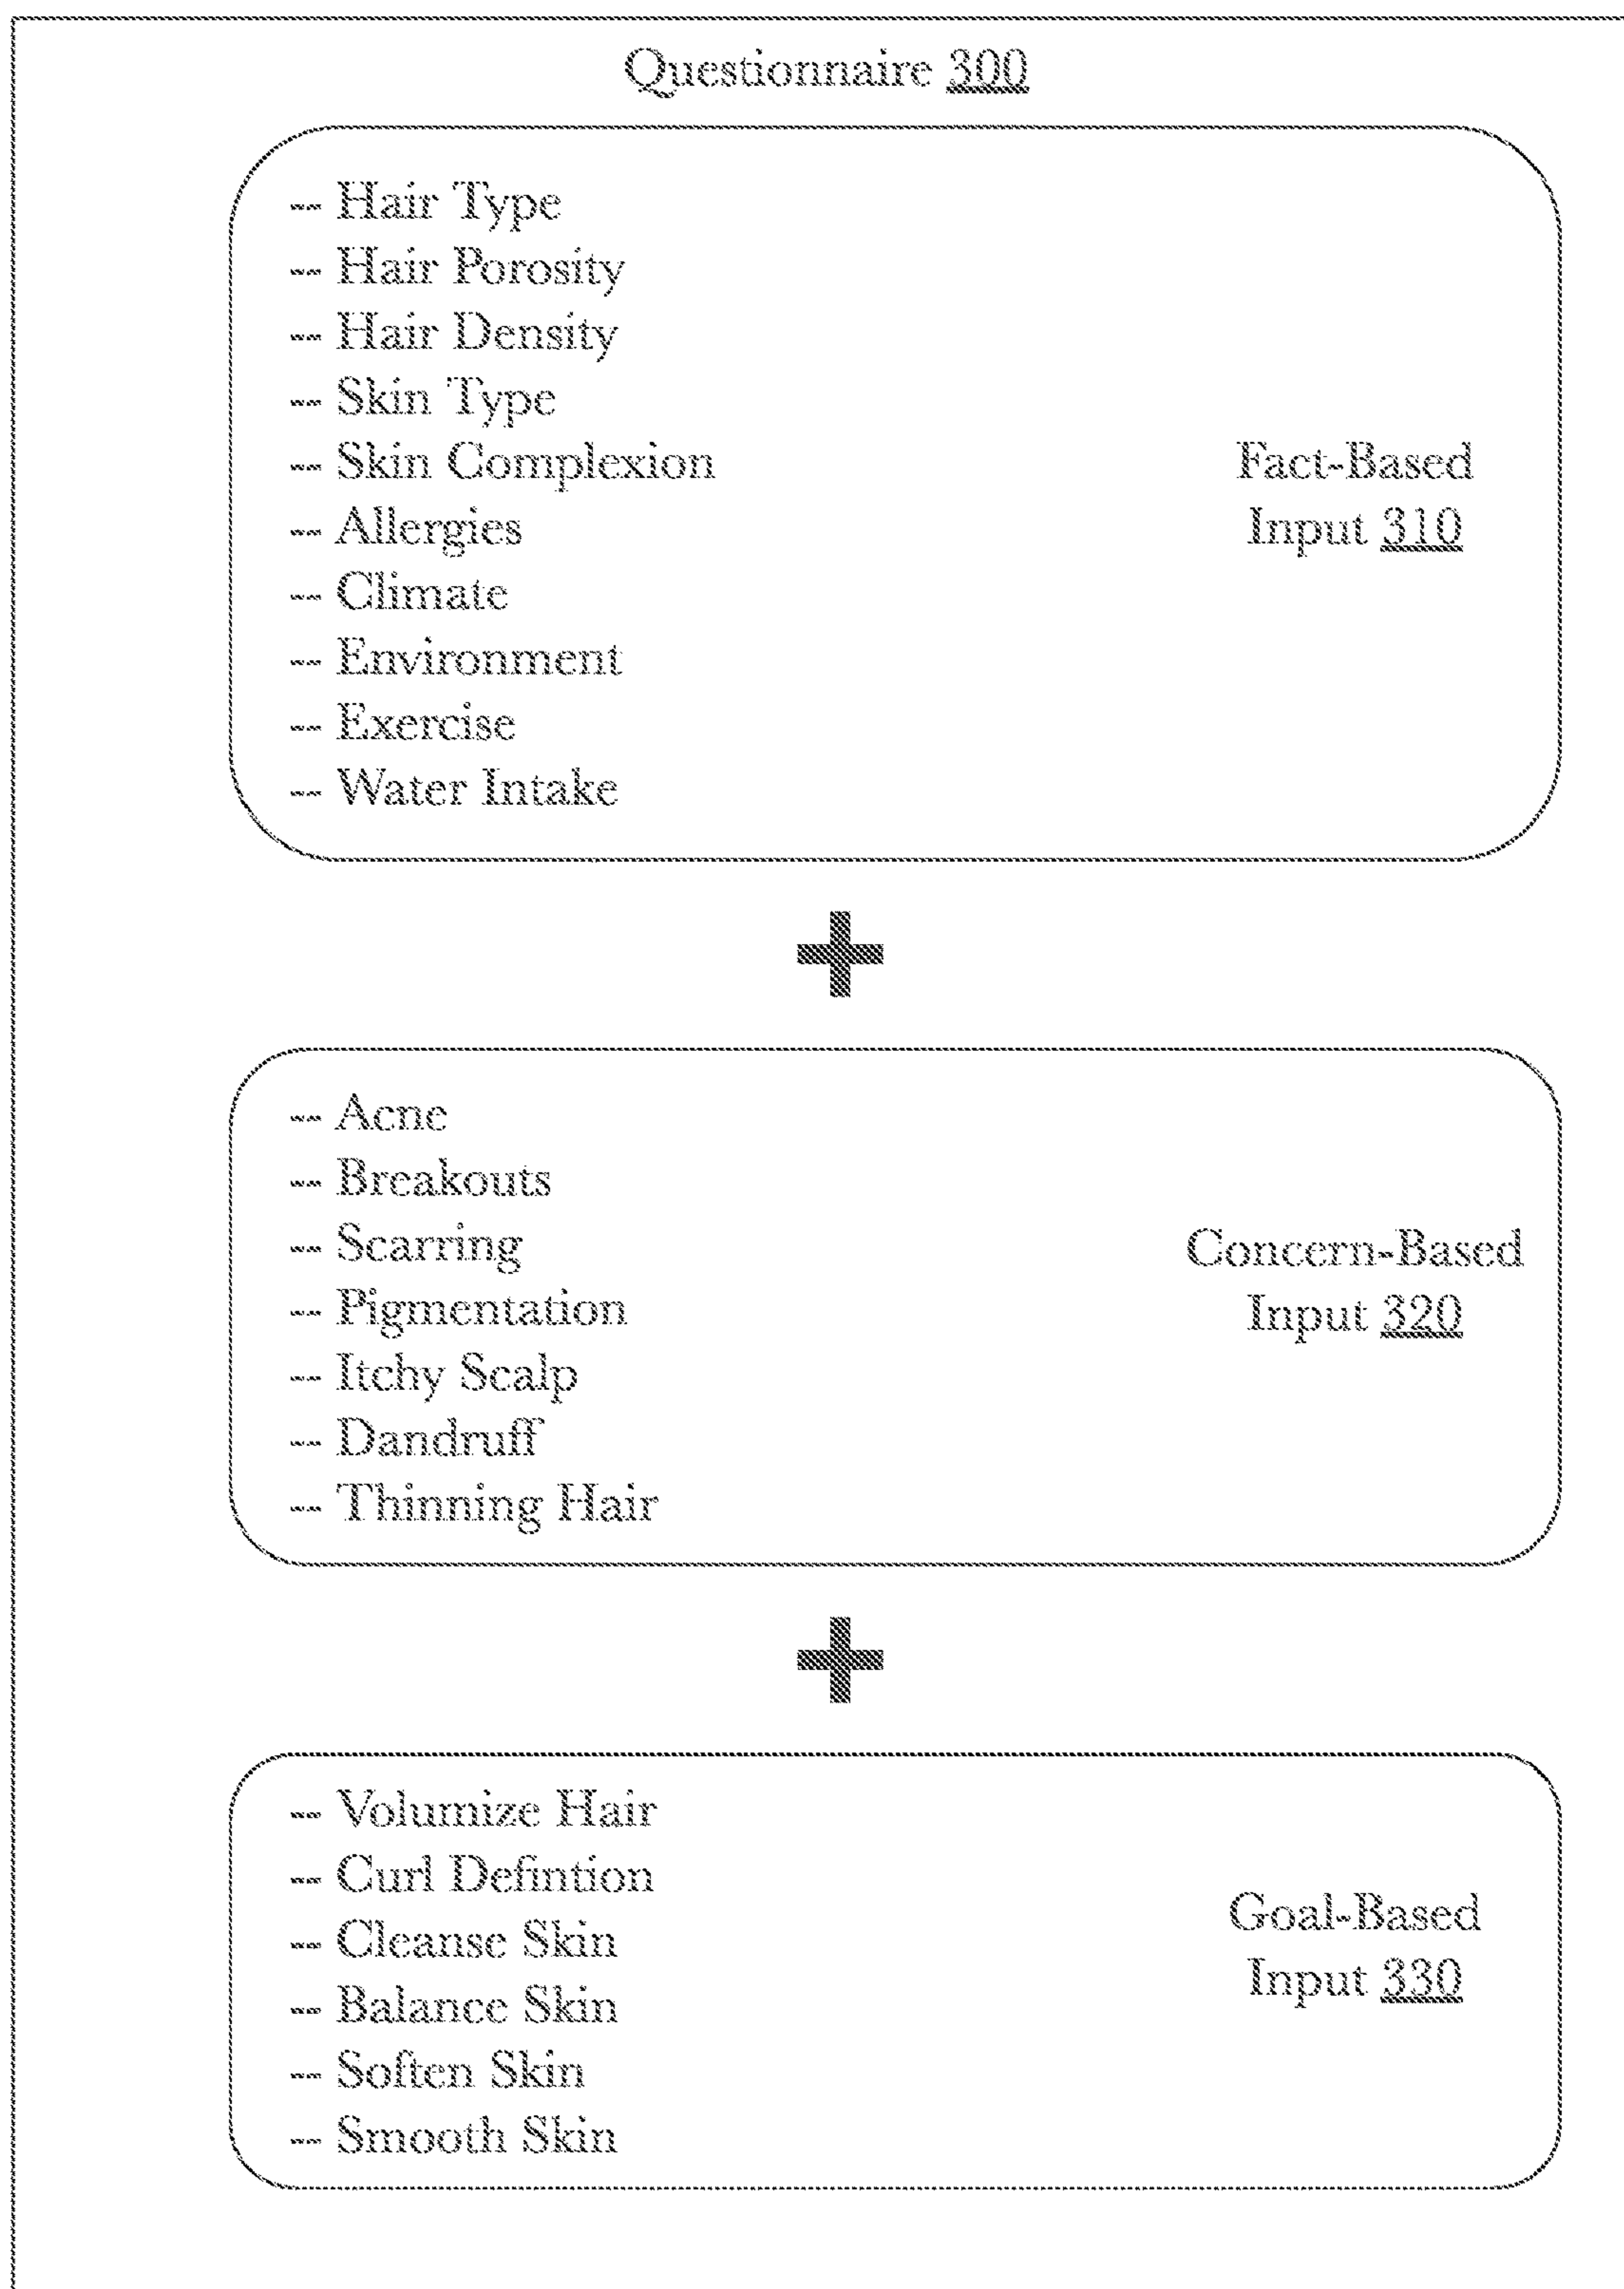 Questionnaire 300
-- Hair Type
-- Hair Porosity
-- Hair Density
-- Skin Type
-- Skin Complexion
-- Allergies
-- Climate
-- Environment
-- Exercise
-- Water Intake
Fact-Based
Input 310
+
-- Acne
-- Breakouts
-- Scarring
-- Pigmentation
-- Itchy Scalp
-- Dandruff
-- Thinning Hair
Concern-Based
Input 320
+
-- Volumize Hair
-- Curl Defintion
-- Cleanse Skin
-- Balance Skin
-- Soften Skin
-- Smooth Skin
Goal-Based
Input 330